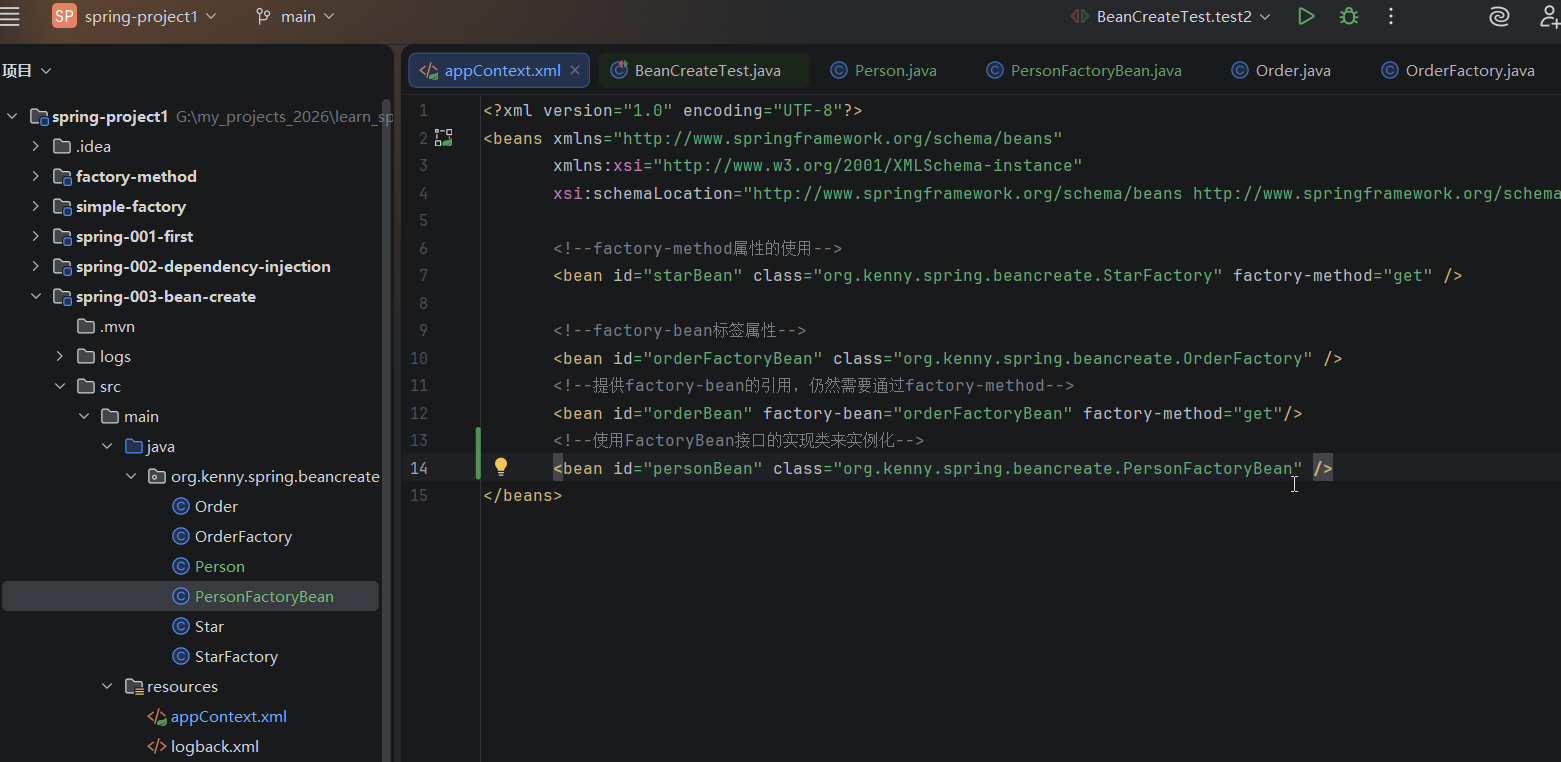 SP spring-project1 main BeanCreateTest.test2
项目
spring-project1 G:\my_projects_2026\learn_sp
.idea
factory-method
simple-factory
spring-001-first
spring-002-dependency-injection
spring-003-bean-create
.mvn
logs
src
main
java
org.kenny.spring.beancreate
Order
OrderFactory
Person
PersonFactoryBean
Star
StarFactory
resources
appContext.xml
logback.xml
appContext.xml BeanCreateTest.java Person.java PersonFactoryBean.java Order.java OrderFactory.java
1 <?xml version="1.0" encoding="UTF-8"?>
2 <beans xmlns="http://www.springframework.org/schema/beans"
3 xmlns:xsi="http://www.w3.org/2001/XMLSchema-instance"
4 xsi:schemaLocation="http://www.springframework.org/schema/beans http://www.springframework.org/schema
5
6 <!--factory-method属性的使用-->
7 <bean id="starBean" class="org.kenny.spring.beancreate.StarFactory" factory-method="get" />
8
9 <!--factory-bean标签属性-->
10 <bean id="orderFactoryBean" class="org.kenny.spring.beancreate.OrderFactory" />
11 <!--提供factory-bean的引用，仍然需要通过factory-method-->
12 <bean id="orderBean" factory-bean="orderFactoryBean" factory-method="get"/>
13 <!--使用FactoryBean接口的实现类来实例化-->
14 <bean id="personBean" class="org.kenny.spring.beancreate.PersonFactoryBean" />
15 </beans>